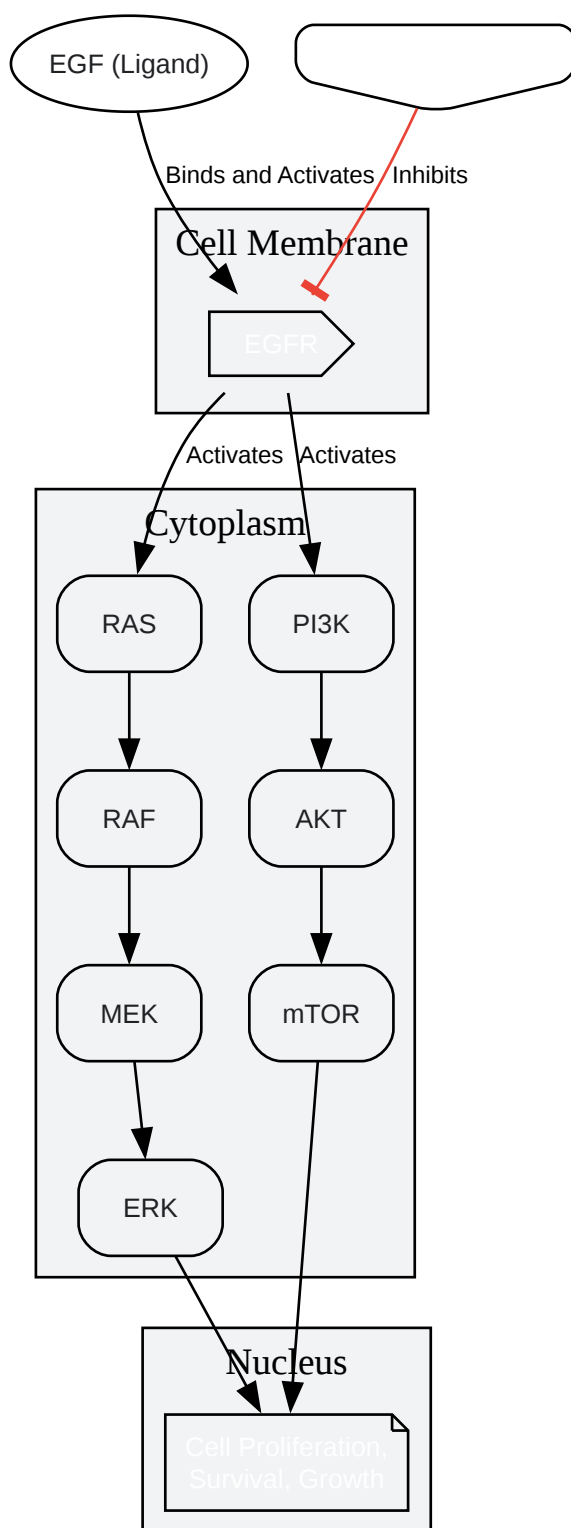 EGF (Ligand)
Binds and Activates
Inhibits
Cell Membrane
EGFR
Activates
Activates
Cytoplasm
RAS
PI3K
RAF
AKT
MEK
mTOR
ERK
Nucleus
Cell Proliferation,
Survival, Growth